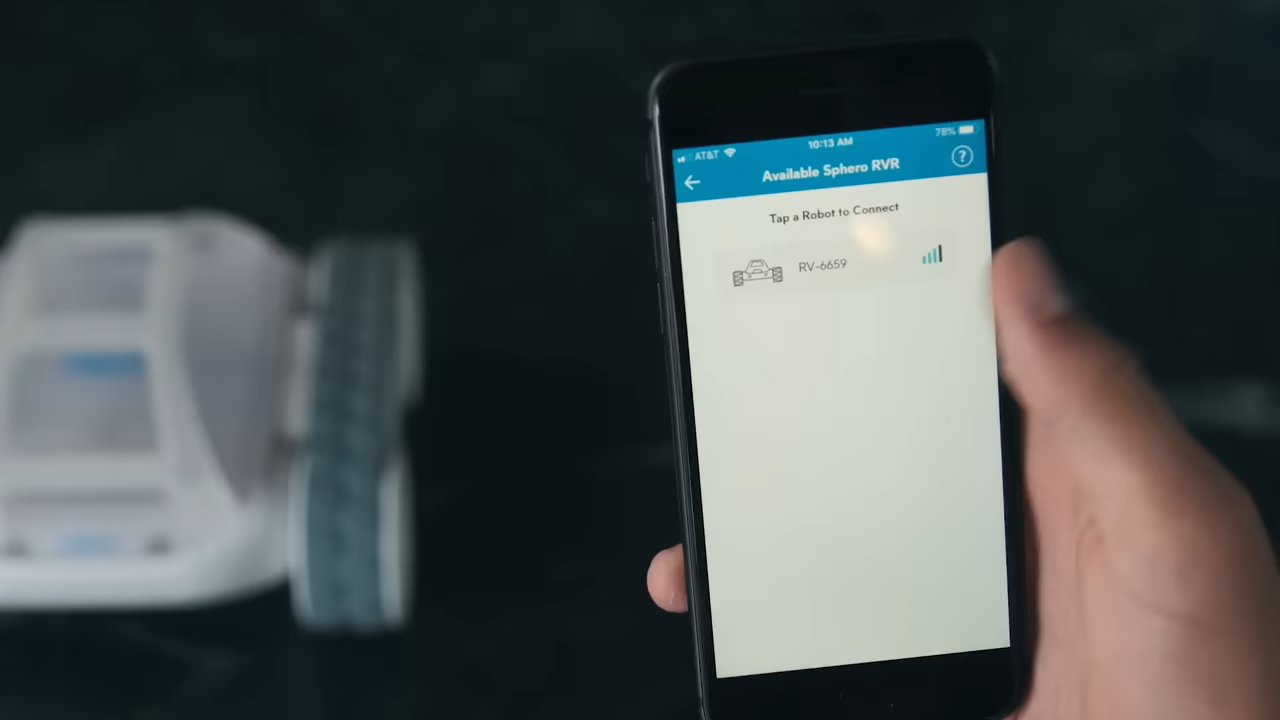 AT&T
10:13 AM
78%
Available Sphero RVR
?
Tap a Robot to Connect
RV-6659